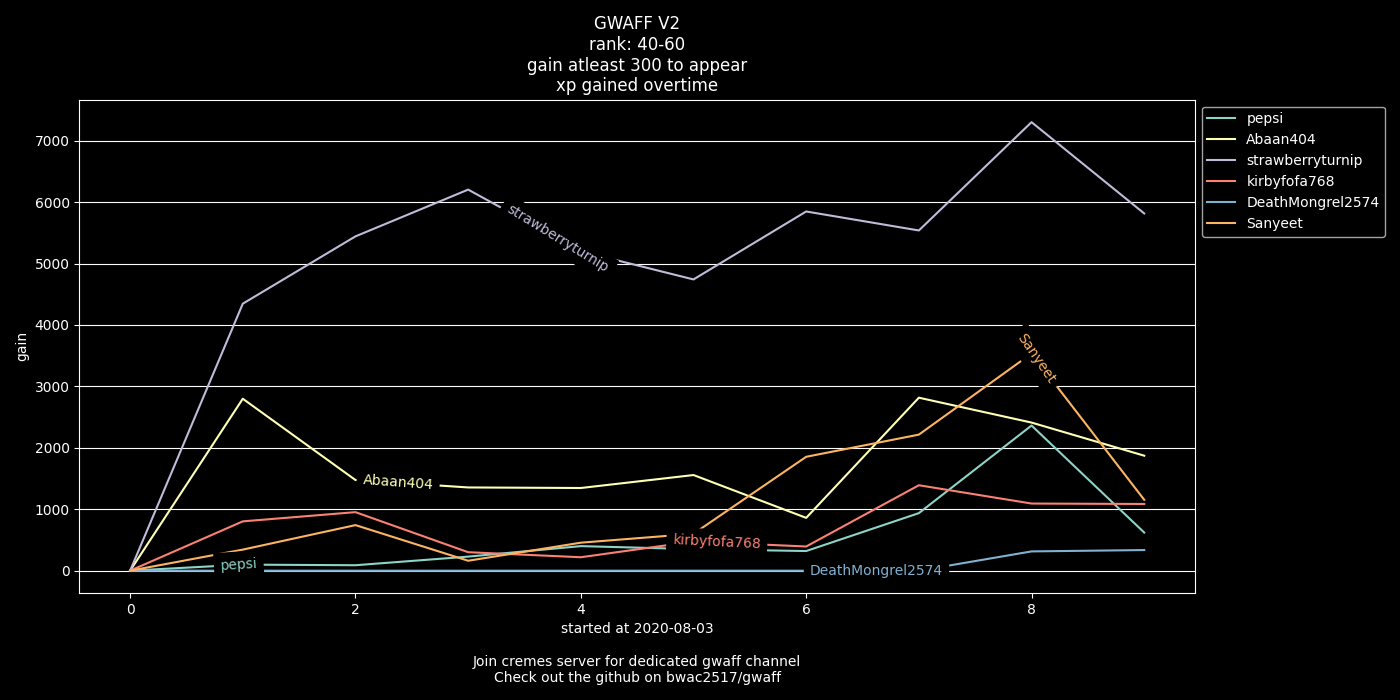 GWAFF V2
rank: 40-60
gain atleast 300 to appear
xp gained overtime
pepsi
Abaan404
strawberryturnip
kirbyfofa768
DeathMongrel2574
Sanyeet
7000
6000
5000
4000
3000
2000
1000
0
gain
strawberryturnip
Sanyeet
Abaan404
kirbyfofa768
pepsi
DeathMongrel2574
0 2 4 6 8
started at 2020-08-03
Join cremes server for dedicated gwaff channel
Check out the github on bwac2517/gwaff